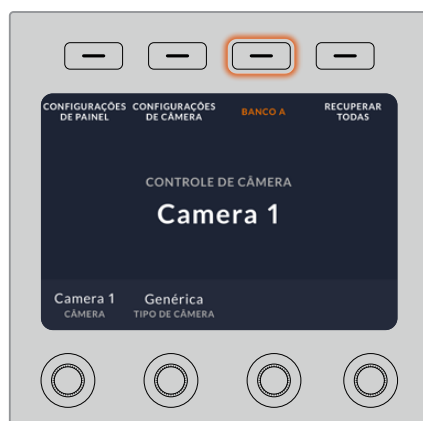 CONFIGURAÇÕES DE PAINEL
CONFIGURAÇÕES DE CÂMERA
BANCO A
RECUPERAR TODAS
CONTROLE DE CÂMERA
Camera 1
Camera 1
CÂMERA
Genérica
TIPO DE CÂMERA